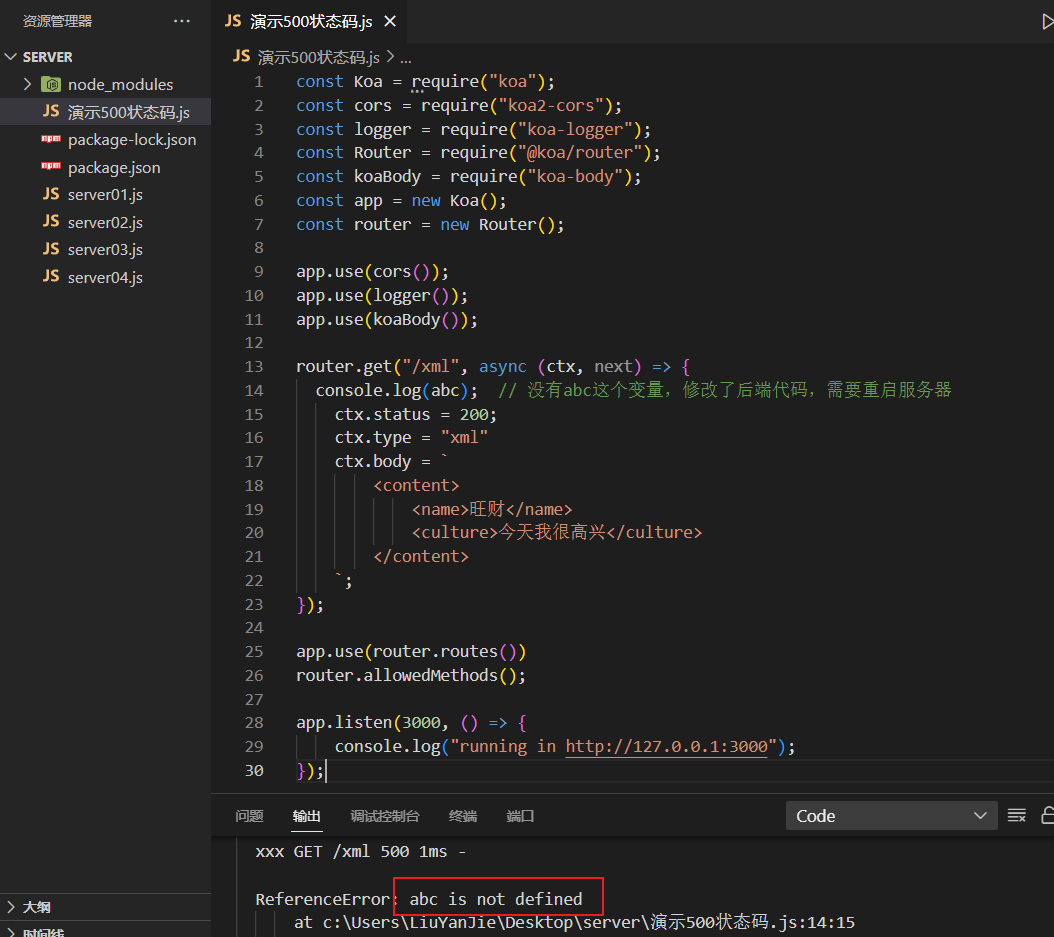 资源管理器 ···
SERVER
node_modules
JS 演示500状态码.js
npm package-lock.json
npm package.json
JS server01.js
JS server02.js
JS server03.js
JS server04.js
大纲
时间线
JS 演示500状态码.js ×
JS 演示500状态码.js > ...
1 const Koa = require("koa");
2 const cors = require("koa2-cors");
3 const logger = require("koa-logger");
4 const Router = require("@koa/router");
5 const koaBody = require("koa-body");
6 const app = new Koa();
7 const router = new Router();
8
9 app.use(cors());
10 app.use(logger());
11 app.use(koaBody());
12
13 router.get("/xml", async (ctx, next) => {
14 console.log(abc); // 没有abc这个变量，修改了后端代码，需要重启服务器
15 ctx.status = 200;
16 ctx.type = "xml"
17 ctx.body = `
18 <content>
19 <name>旺财</name>
20 <culture>今天我很高兴</culture>
21 </content>
22 `;
23 });
24
25 app.use(router.routes())
26 router.allowedMethods();
27
28 app.listen(3000, () => {
29 console.log("running in http://127.0.0.1:3000");
30 });
问题 输出 调试控制台 终端 端口 Code
xxx GET /xml 500 1ms -
ReferenceError: abc is not defined
at c:\Users\LiuYanJie\Desktop\server\演示500状态码.js:14:15